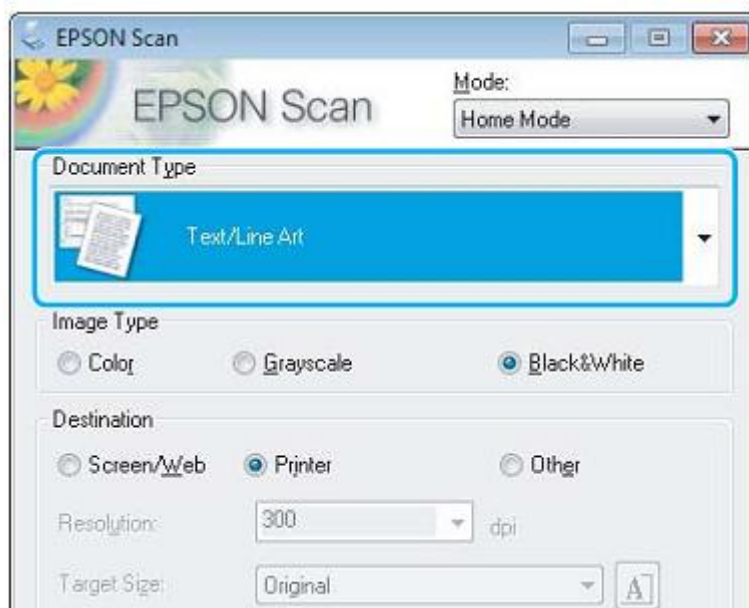 EPSON Scan
EPSON Scan
Mode:
Home Mode
Document Type
Text/Line Art
Image Type
Color
Grayscale
Black&White
Destination
Screen/Web
Printer
Other
Resolution:
300
dpi
Target Size:
Original
A